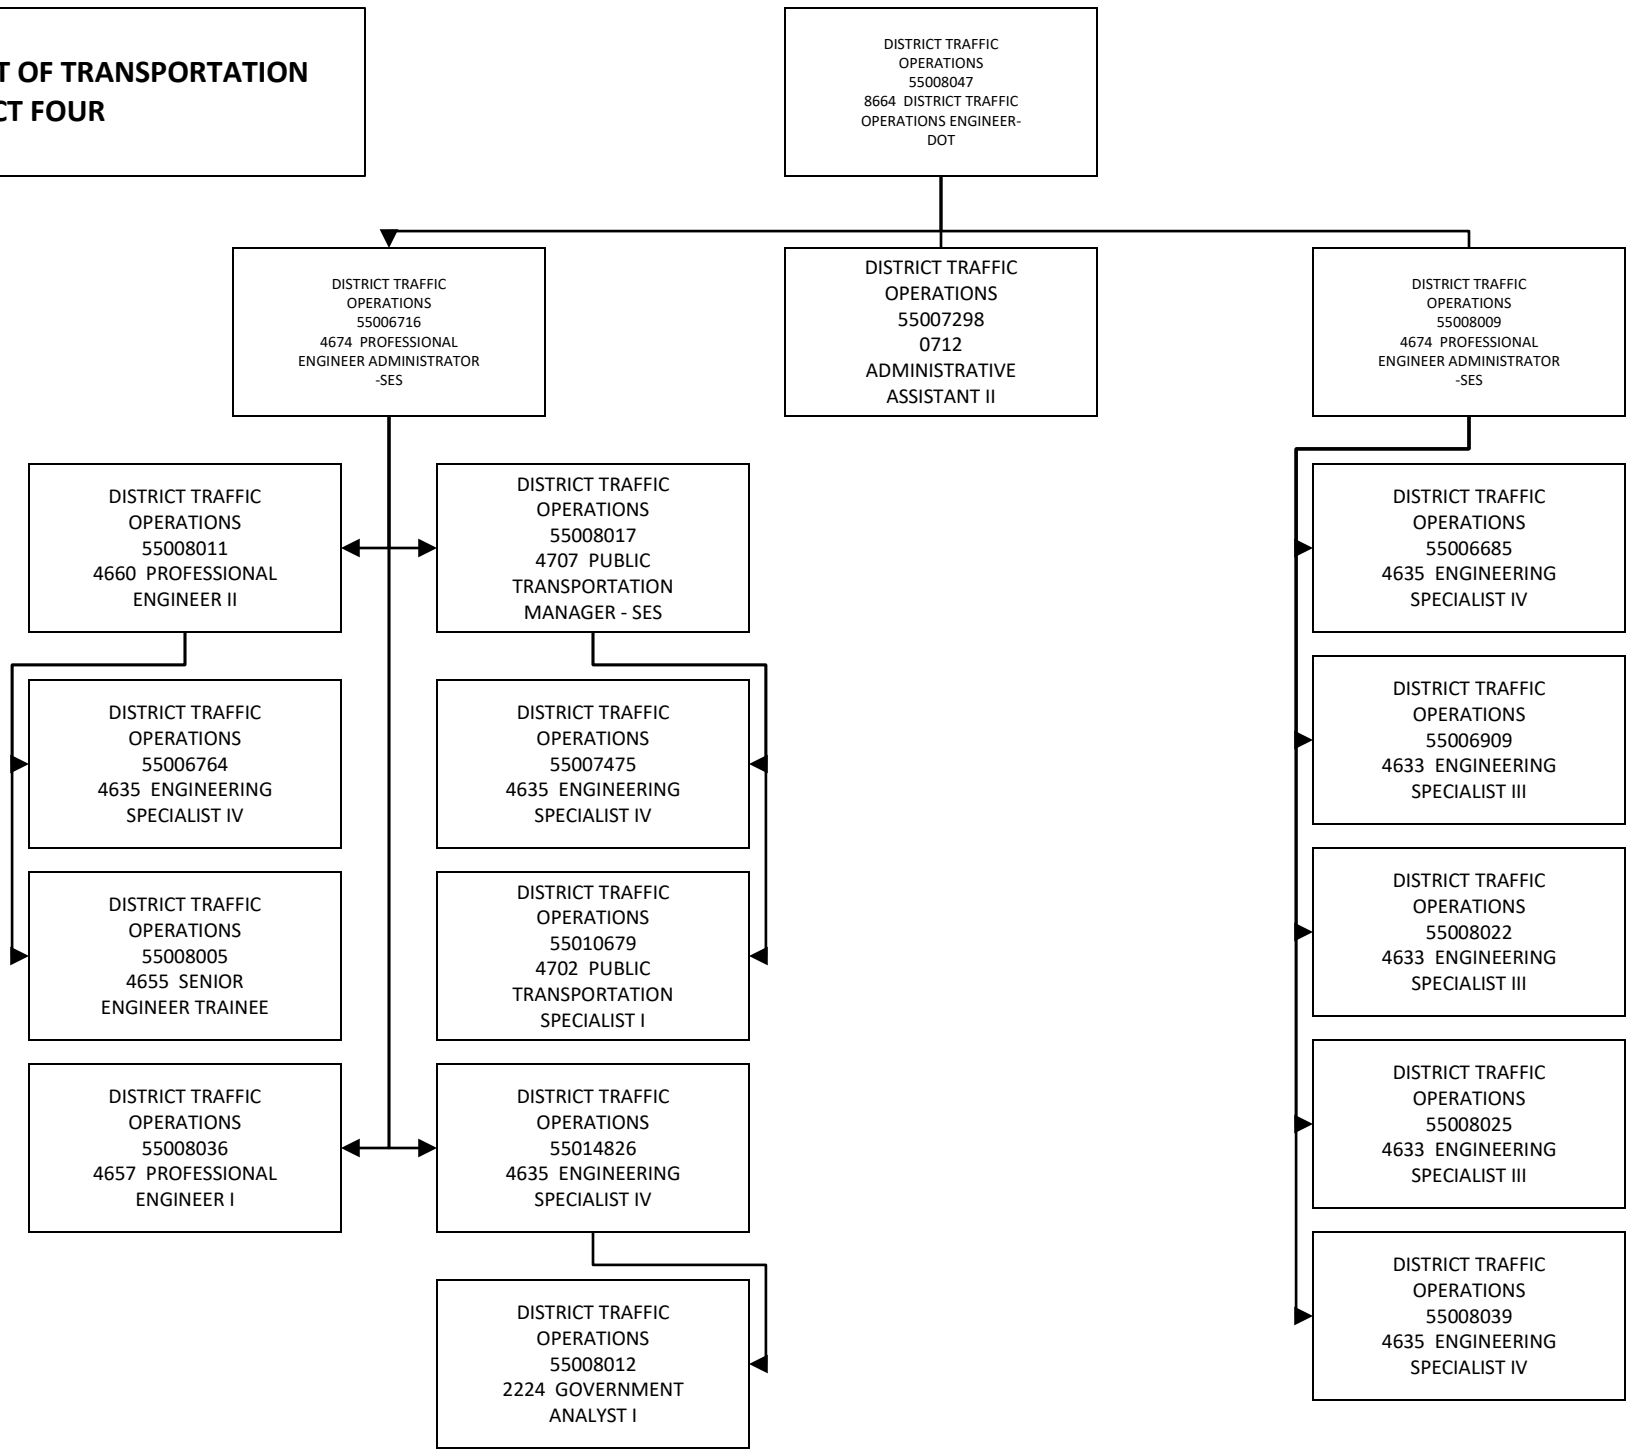 T OF TRANSPORTATION
CT FOUR
DISTRICT TRAFFIC
OPERATIONS
55008047
8664 DISTRICT TRAFFIC
OPERATIONS ENGINEER-
DOT
DISTRICT TRAFFIC
OPERATIONS
55006716
4674 PROFESSIONAL
ENGINEER ADMINISTRATOR
-SES
DISTRICT TRAFFIC
OPERATIONS
55007298
0712
ADMINISTRATIVE
ASSISTANT II
DISTRICT TRAFFIC
OPERATIONS
55008009
4674 PROFESSIONAL
ENGINEER ADMINISTRATOR
-SES
DISTRICT TRAFFIC
OPERATIONS
55008011
4660 PROFESSIONAL
ENGINEER II
DISTRICT TRAFFIC
OPERATIONS
55008017
4707 PUBLIC
TRANSPORTATION
MANAGER - SES
DISTRICT TRAFFIC
OPERATIONS
55006685
4635 ENGINEERING
SPECIALIST IV
DISTRICT TRAFFIC
OPERATIONS
55006764
4635 ENGINEERING
SPECIALIST IV
DISTRICT TRAFFIC
OPERATIONS
55007475
4635 ENGINEERING
SPECIALIST IV
DISTRICT TRAFFIC
OPERATIONS
55006909
4633 ENGINEERING
SPECIALIST III
DISTRICT TRAFFIC
OPERATIONS
55008005
4655 SENIOR
ENGINEER TRAINEE
DISTRICT TRAFFIC
OPERATIONS
55010679
4702 PUBLIC
TRANSPORTATION
SPECIALIST I
DISTRICT TRAFFIC
OPERATIONS
55008022
4633 ENGINEERING
SPECIALIST III
DISTRICT TRAFFIC
OPERATIONS
55008036
4657 PROFESSIONAL
ENGINEER I
DISTRICT TRAFFIC
OPERATIONS
55014826
4635 ENGINEERING
SPECIALIST IV
DISTRICT TRAFFIC
OPERATIONS
55008025
4633 ENGINEERING
SPECIALIST III
DISTRICT TRAFFIC
OPERATIONS
55008012
2224 GOVERNMENT
ANALYST I
DISTRICT TRAFFIC
OPERATIONS
55008039
4635 ENGINEERING
SPECIALIST IV